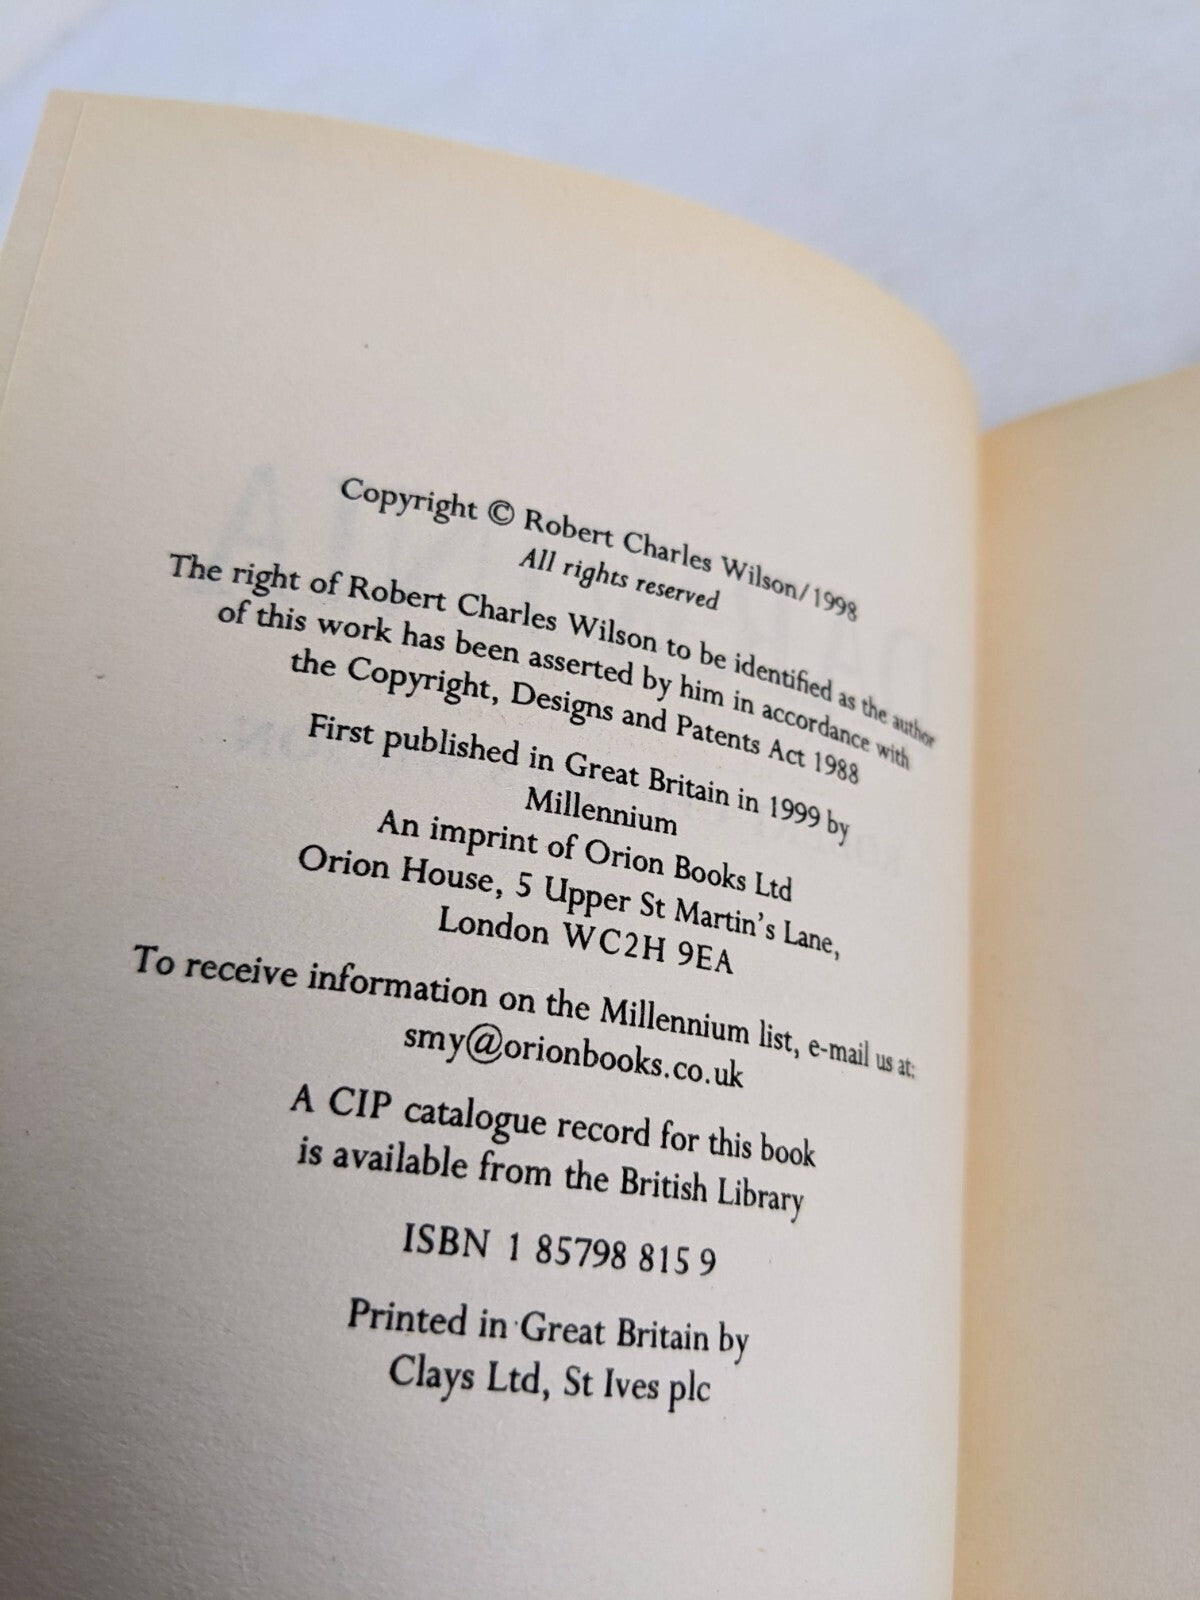 Copyright © Robert Charles Wilson/1998
All rights reserved
The right of Robert Charles Wilson to be identified as the author
of this work has been asserted by him in accordance with
the Copyright, Designs and Patents Act 1988
First published in Great Britain in 1999 by
Millennium
An imprint of Orion Books Ltd
Orion House, 5 Upper St Martin's Lane,
London WC2H 9EA
To receive information on the Millennium list, e-mail us at:
smy@orionbooks.co.uk
A CIP catalogue record for this book
is available from the British Library
ISBN 1 85798 815 9
Printed in Great Britain by
Clays Ltd, St Ives plc